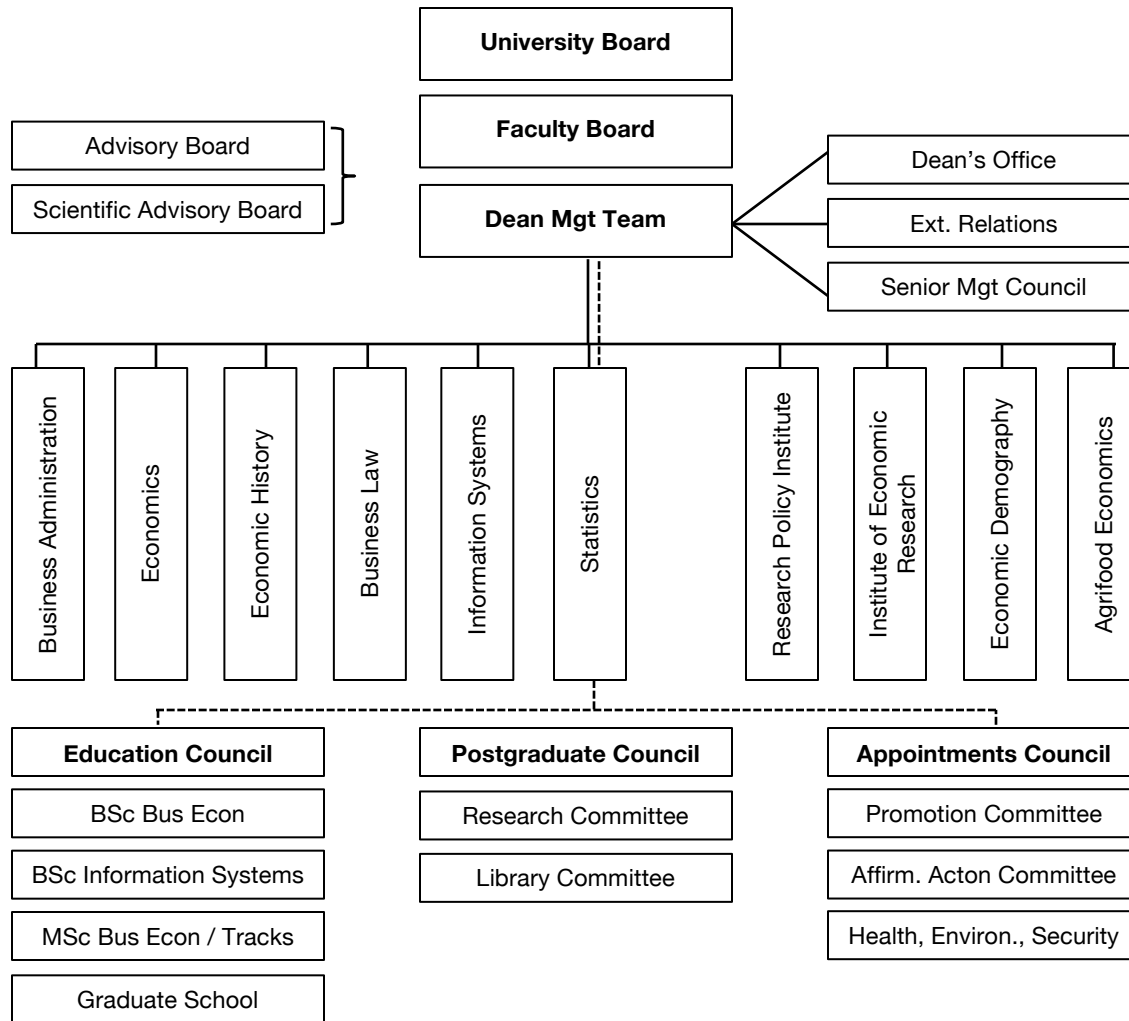 University Board
Faculty Board
Advisory Board
Scientific Advisory Board
Dean Mgt Team
Dean’s Office
Ext. Relations
Senior Mgt Council
Business Administration
Economics
Economic History
Business Law
Information Systems
Statistics
Research Policy Institute
Institute of Economic
Research
Economic Demography
Agrifood Economics
Education Council
BSc Bus Econ
BSc Information Systems
MSc Bus Econ / Tracks
Graduate School
Postgraduate Council
Research Committee
Library Committee
Appointments Council
Promotion Committee
Affirm. Acton Committee
Health, Environ., Security